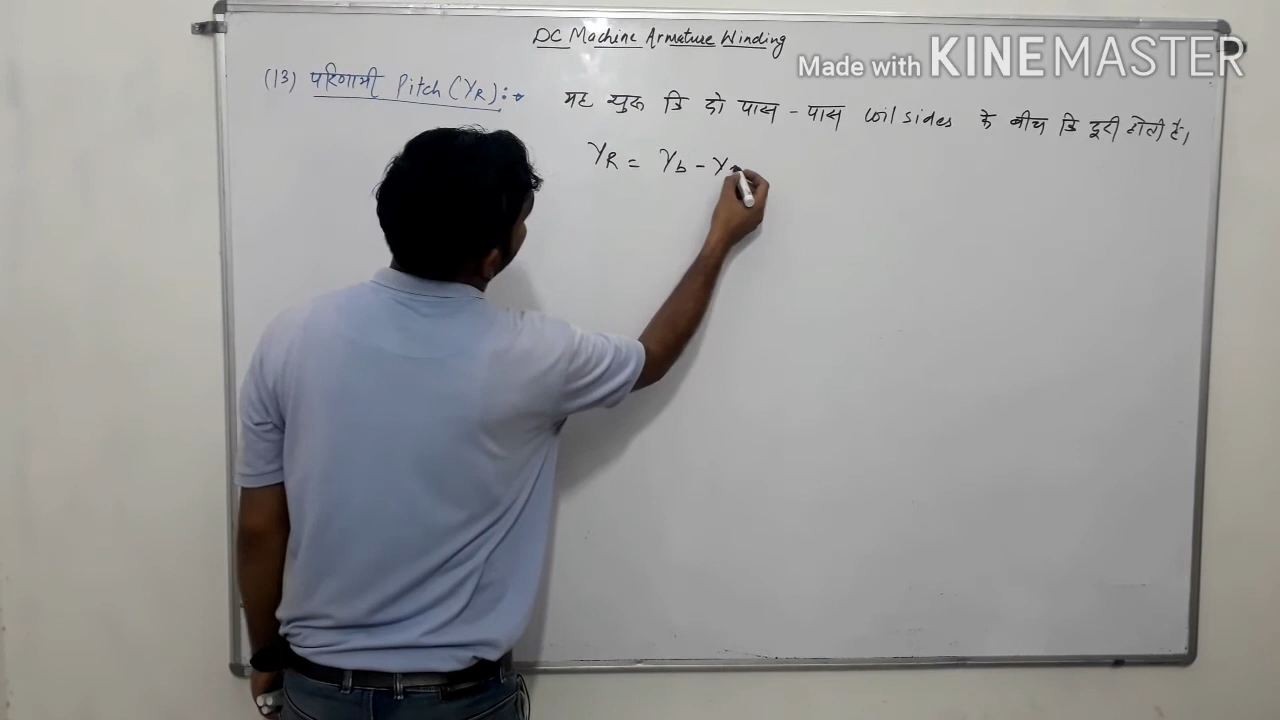 DC Machine Armature Winding
Made with KINEMASTER
(13) परिणामी Pitch (YR) :→
यह शुरू कि दो पास - पास coil sides के बीच कि दूरी होती है।
YR = Yb - Y